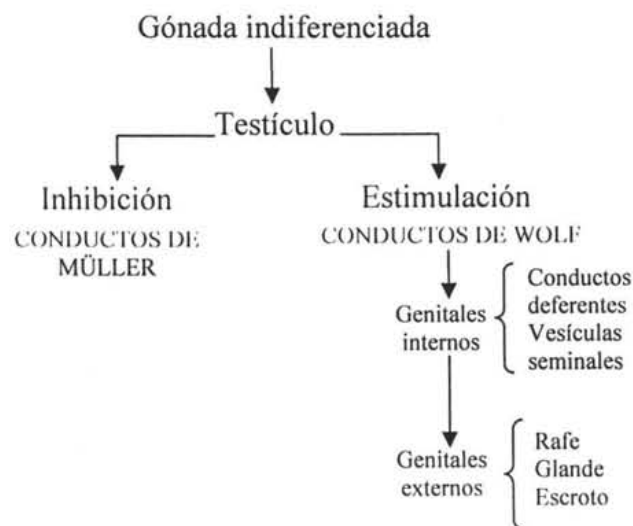 Gónada indiferenciada
Testículo
Inhibición
CONDUCTOS DE
MÜLLER
Estimulación
CONDUCTOS DE WOLF
Genitales
internos
Conductos
deferentes
Vesículas
seminales
Genitales
externos
Rafe
Glande
Escroto